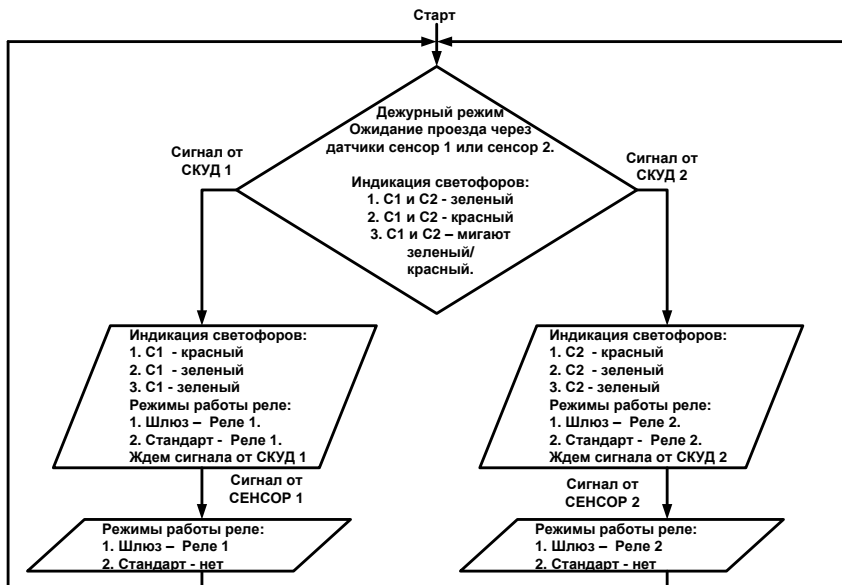 Старт
Дежурный режим
Ожидание проезда через
датчики сенсор 1 или сенсор 2.
Индикация светофоров:
1. С1 и С2 - зеленый
2. С1 и С2 - красный
3. С1 и С2 – мигают
зеленый/
красный.
Сигнал от
СКУД 1
Сигнал от
СКУД 2
Индикация светофоров:
1. С1 - красный
2. С1 - зеленый
3. С1 - зеленый
Режимы работы реле:
1. Шлюз – Реле 1.
2. Стандарт - Реле 1.
Ждем сигнала от СКУД 1
Индикация светофоров:
1. С2 - красный
2. С2 - зеленый
3. С2 - зеленый
Режимы работы реле:
1. Шлюз – Реле 2.
2. Стандарт - Реле 2.
Ждем сигнала от СКУД 2
Сигнал от
СЕНСОР 1
Сигнал от
СЕНСОР 2
Режимы работы реле:
1. Шлюз – Реле 1
2. Стандарт - нет
Режимы работы реле:
1. Шлюз – Реле 2
2. Стандарт - нет